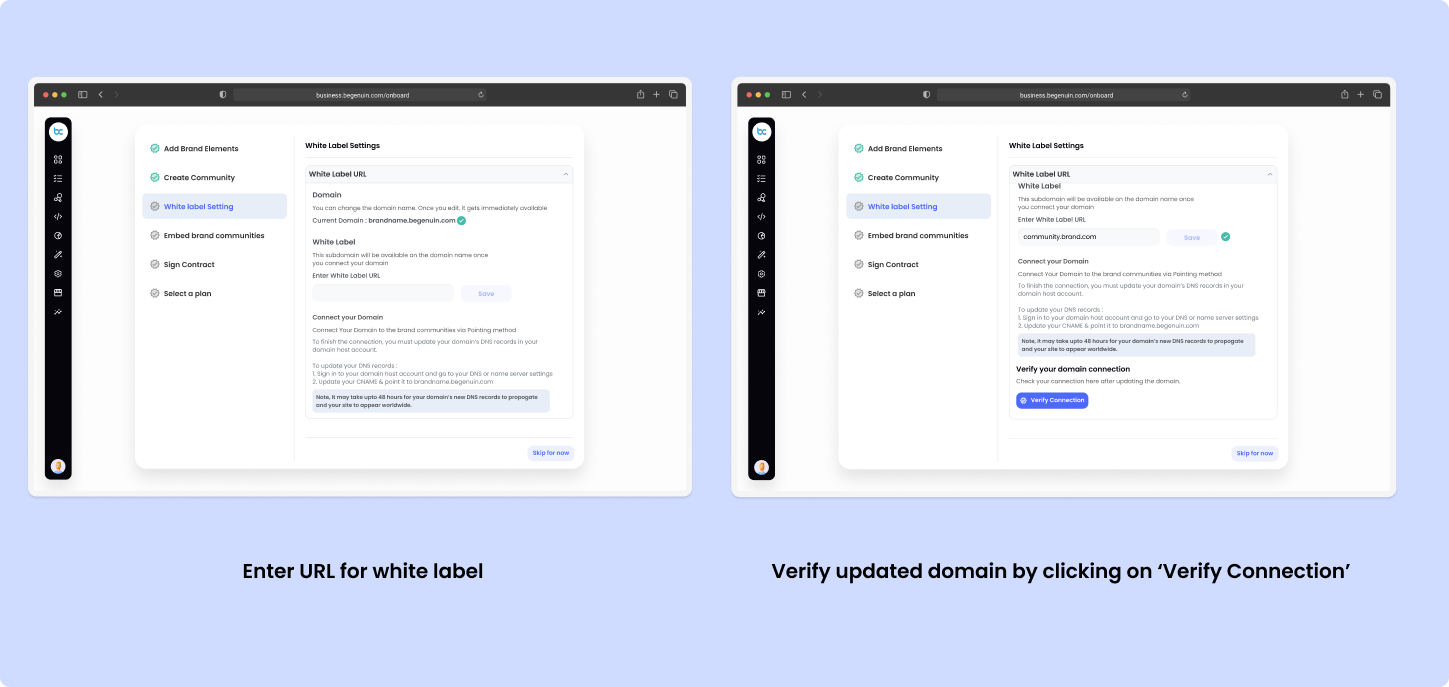 business.begenuin.com/onboard
bc
Add Brand Elements
Create Community
White label Setting
Embed brand communities
Sign Contract
Select a plan
White Label Settings
White Label URL
Domain
You can change the domain name. Once you edit, it gets immediately available
Current Domain : brandname.begenuin.com
White Label
This subdomain will be available on the domain name once
you connect your domain
Enter White Label URL
Save
Connect your Domain
Connect Your Domain to the brand communities via Pointing method
To finish the connection, you must update your domain's DNS records in your
domain host account.
To update your DNS records :
1. Sign in to your domain host account and go to your DNS or name server settings
2. Update your CNAME & point it to brandname.begenuin.com
Note, it may take upto 48 hours for your domain's new DNS records to propogate
and your site to appear worldwide.
Skip for now
Enter URL for white label
business.begenuin.com/onboard
bc
Add Brand Elements
Create Community
White label Setting
Embed brand communities
Sign Contract
Select a plan
White Label Settings
White Label URL
White Label
This subdomain will be available on the domain name once
you connect your domain
Enter White Label URL
community.brand.com
Save
Connect your Domain
Connect Your Domain to the brand communities via Pointing method
To finish the connection, you must update your domain's DNS records in your
domain host account.
To update your DNS records :
1. Sign in to your domain host account and go to your DNS or name server settings
2. Update your CNAME & point it to brandname.begenuin.com
Note, it may take upto 48 hours for your domain's new DNS records to propogate
and your site to appear worldwide.
Verify your domain connection
Check your connection here after updating the domain.
Verify Connection
Skip for now
Verify updated domain by clicking on ‘Verify Connection’